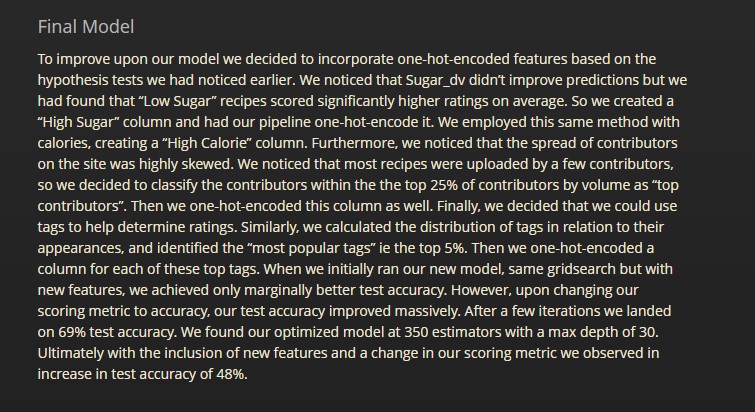 Final Model
To improve upon our model we decided to incorporate one-hot-encoded features based on the
hypothesis tests we had noticed earlier. We noticed that Sugar_dv didn't improve predictions but we
had found that “Low Sugar” recipes scored significantly higher ratings on average. So we created a
“High Sugar” column and had our pipeline one-hot-encode it. We employed this same method with
calories, creating a “High Calorie” column. Furthermore, we noticed that the spread of contributors
on the site was highly skewed. We noticed that most recipes were uploaded by a few contributors,
so we decided to classify the contributors within the the top 25% of contributors by volume as “top
contributors”. Then we one-hot-encoded this column as well. Finally, we decided that we could use
tags to help determine ratings. Similarly, we calculated the distribution of tags in relation to their
appearances, and identified the “most popular tags” ie the top 5%. Then we one-hot-encoded a
column for each of these top tags. When we initially ran our new model, same gridsearch but with
new features, we achieved only marginally better test accuracy. However, upon changing our
scoring metric to accuracy, our test accuracy improved massively. After a few iterations we landed
on 69% test accuracy. We found our optimized model at 350 estimators with a max depth of 30.
Ultimately with the inclusion of new features and a change in our scoring metric we observed in
increase in test accuracy of 48%.